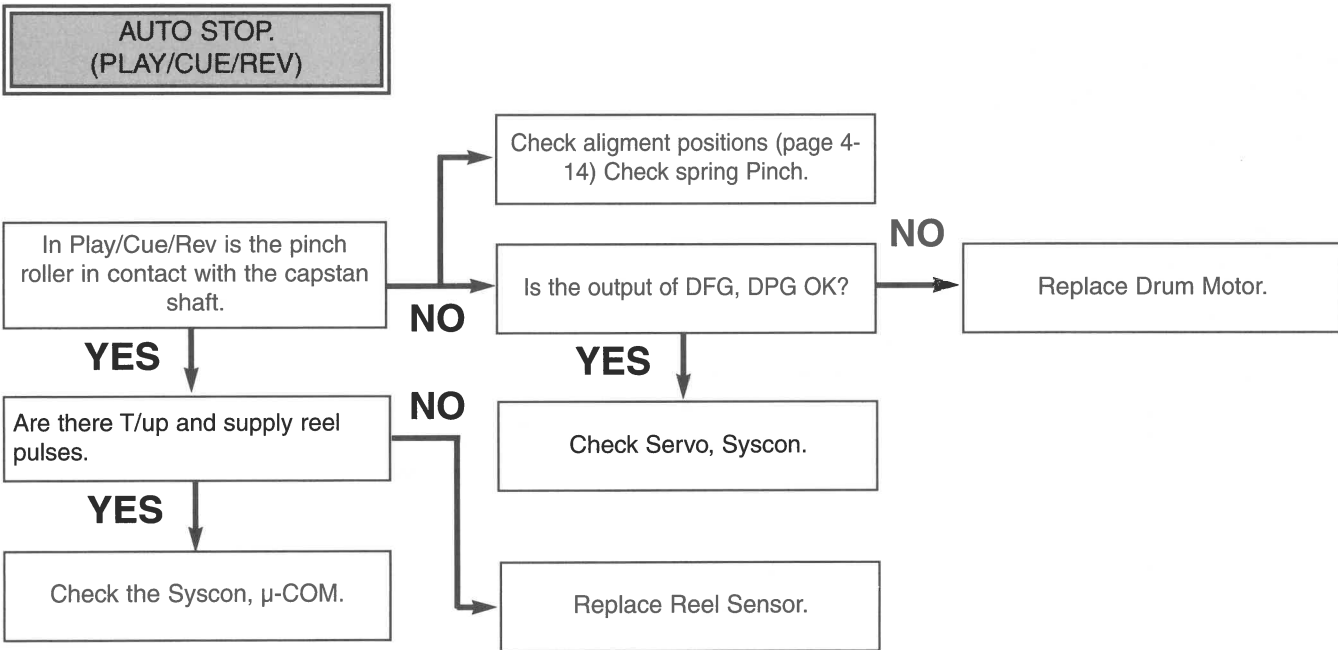 AUTO STOP.
(PLAY/CUE/REV)
Check aligment positions (page 4-
14) Check spring Pinch.
In Play/Cue/Rev is the pinch
roller in contact with the capstan
shaft.
NO
Is the output of DFG, DPG OK?
NO
Replace Drum Motor.
YES
YES
Are there T/up and supply reel
pulses.
NO
Check Servo, Syscon.
YES
Check the Syscon, μ-COM.
Replace Reel Sensor.